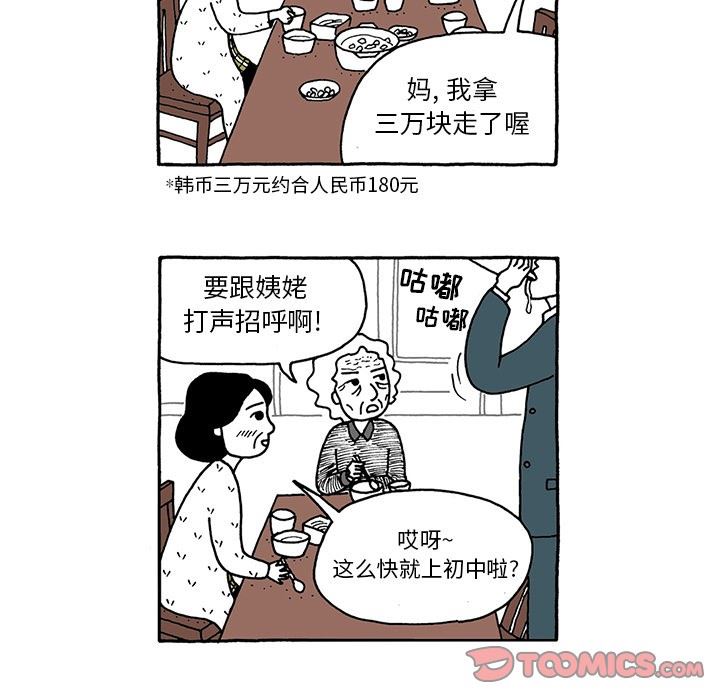 妈, 我拿
三万块走了喔
*韩币三万元约合人民币180元
要跟姨姥
打声招呼啊!
咕嘟
咕嘟
哎呀~
这么快就上初中啦?
TOOMICS.COM